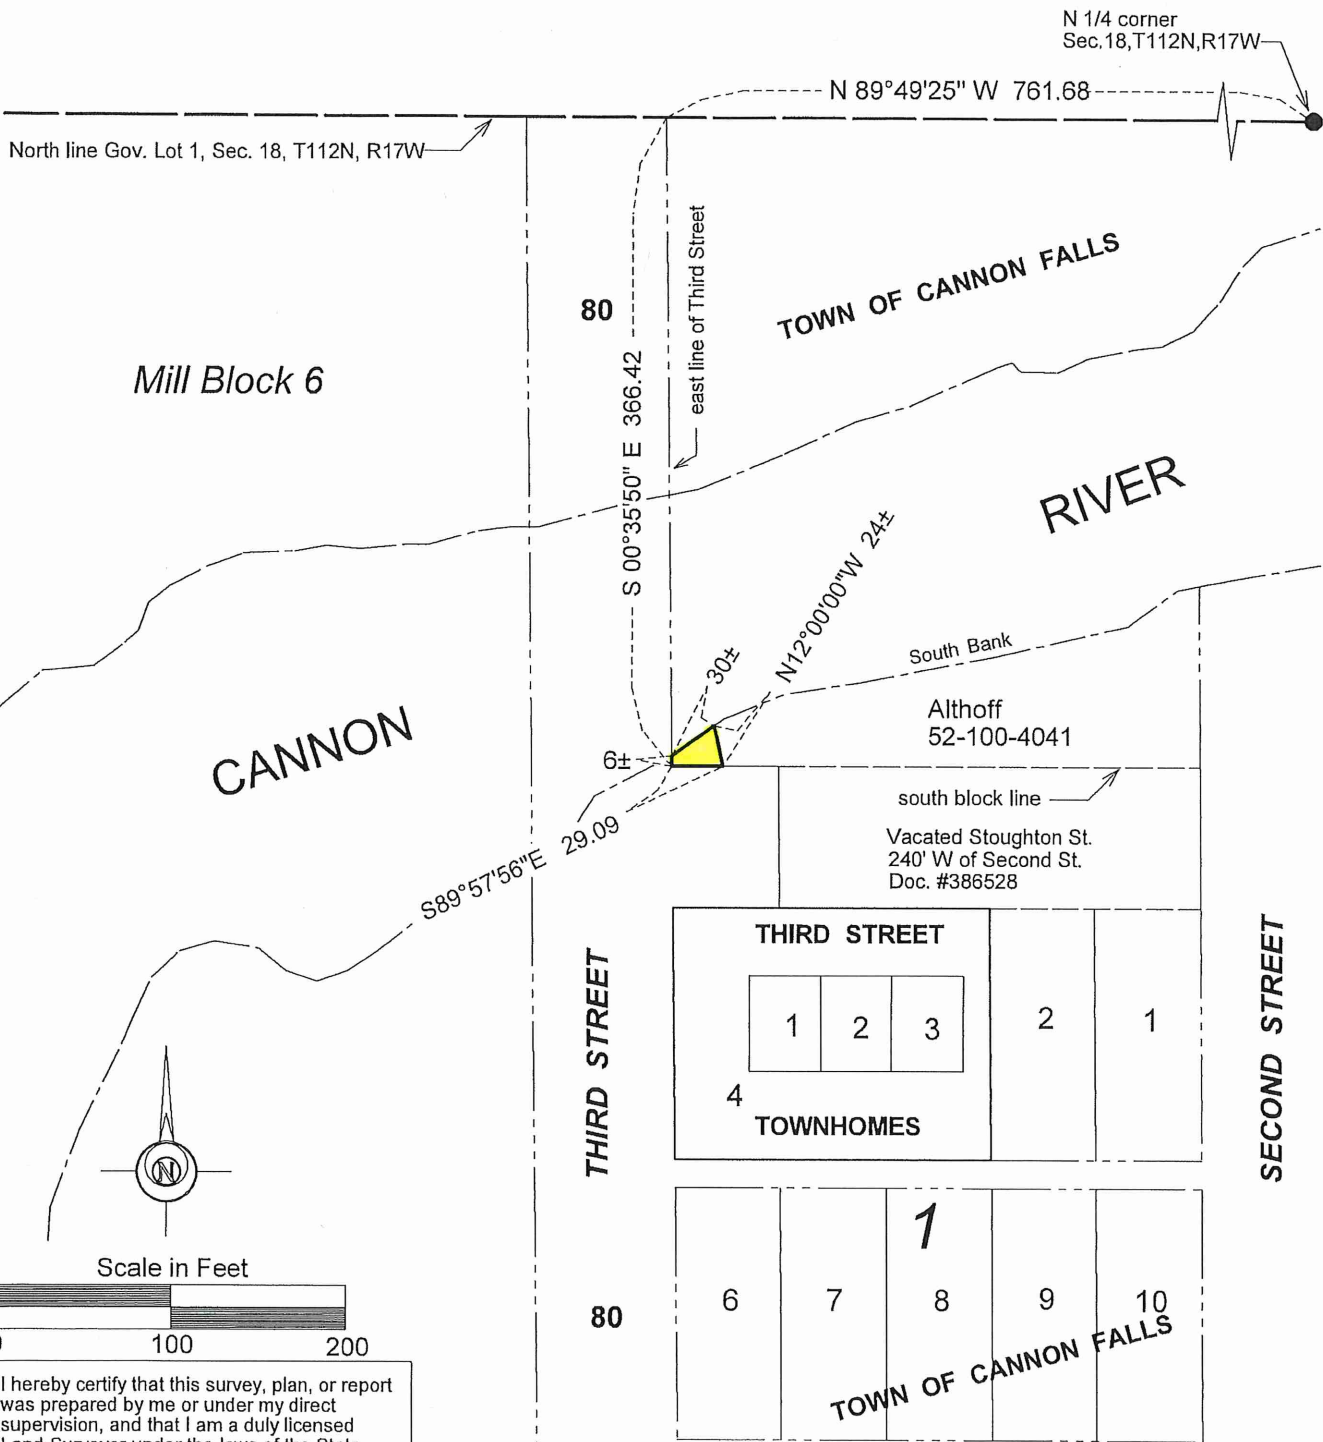 N 1/4 corner
Sec.18,T112N,R17W
N 89°49'25" W 761.68
North line Gov. Lot 1, Sec. 18, T112N, R17W
80
east line of Third Street
TOWN OF CANNON FALLS
Mill Block 6
S 00°35'50" E 366.42
RIVER
N12°00'00"W 24±
30±
South Bank
CANNON
6±
Althoff
52-100-4041
south block line
29.09
S89°57'56"E
Vacated Stoughton St.
240' W of Second St.
Doc. #386528
THIRD STREET
THIRD STREET
SECOND STREET
1 2 3
2 1
4
TOWNHOMES
N
1
Scale in Feet
6 7 8 9 10
80
100 200
TOWN OF CANNON FALLS
I hereby certify that this survey, plan, or report
was prepared by me or under my direct
supervision, and that I am a duly licensed